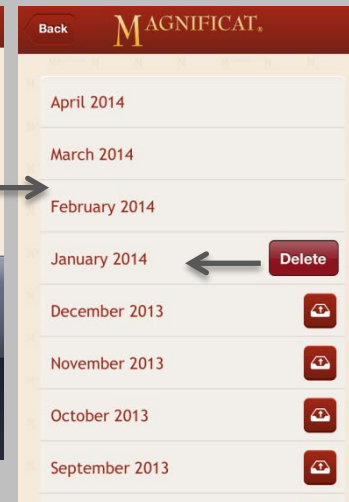 Back
MAGNIFICAT®
April 2014
March 2014
February 2014
January 2014 Delete
December 2013
November 2013
October 2013
September 2013